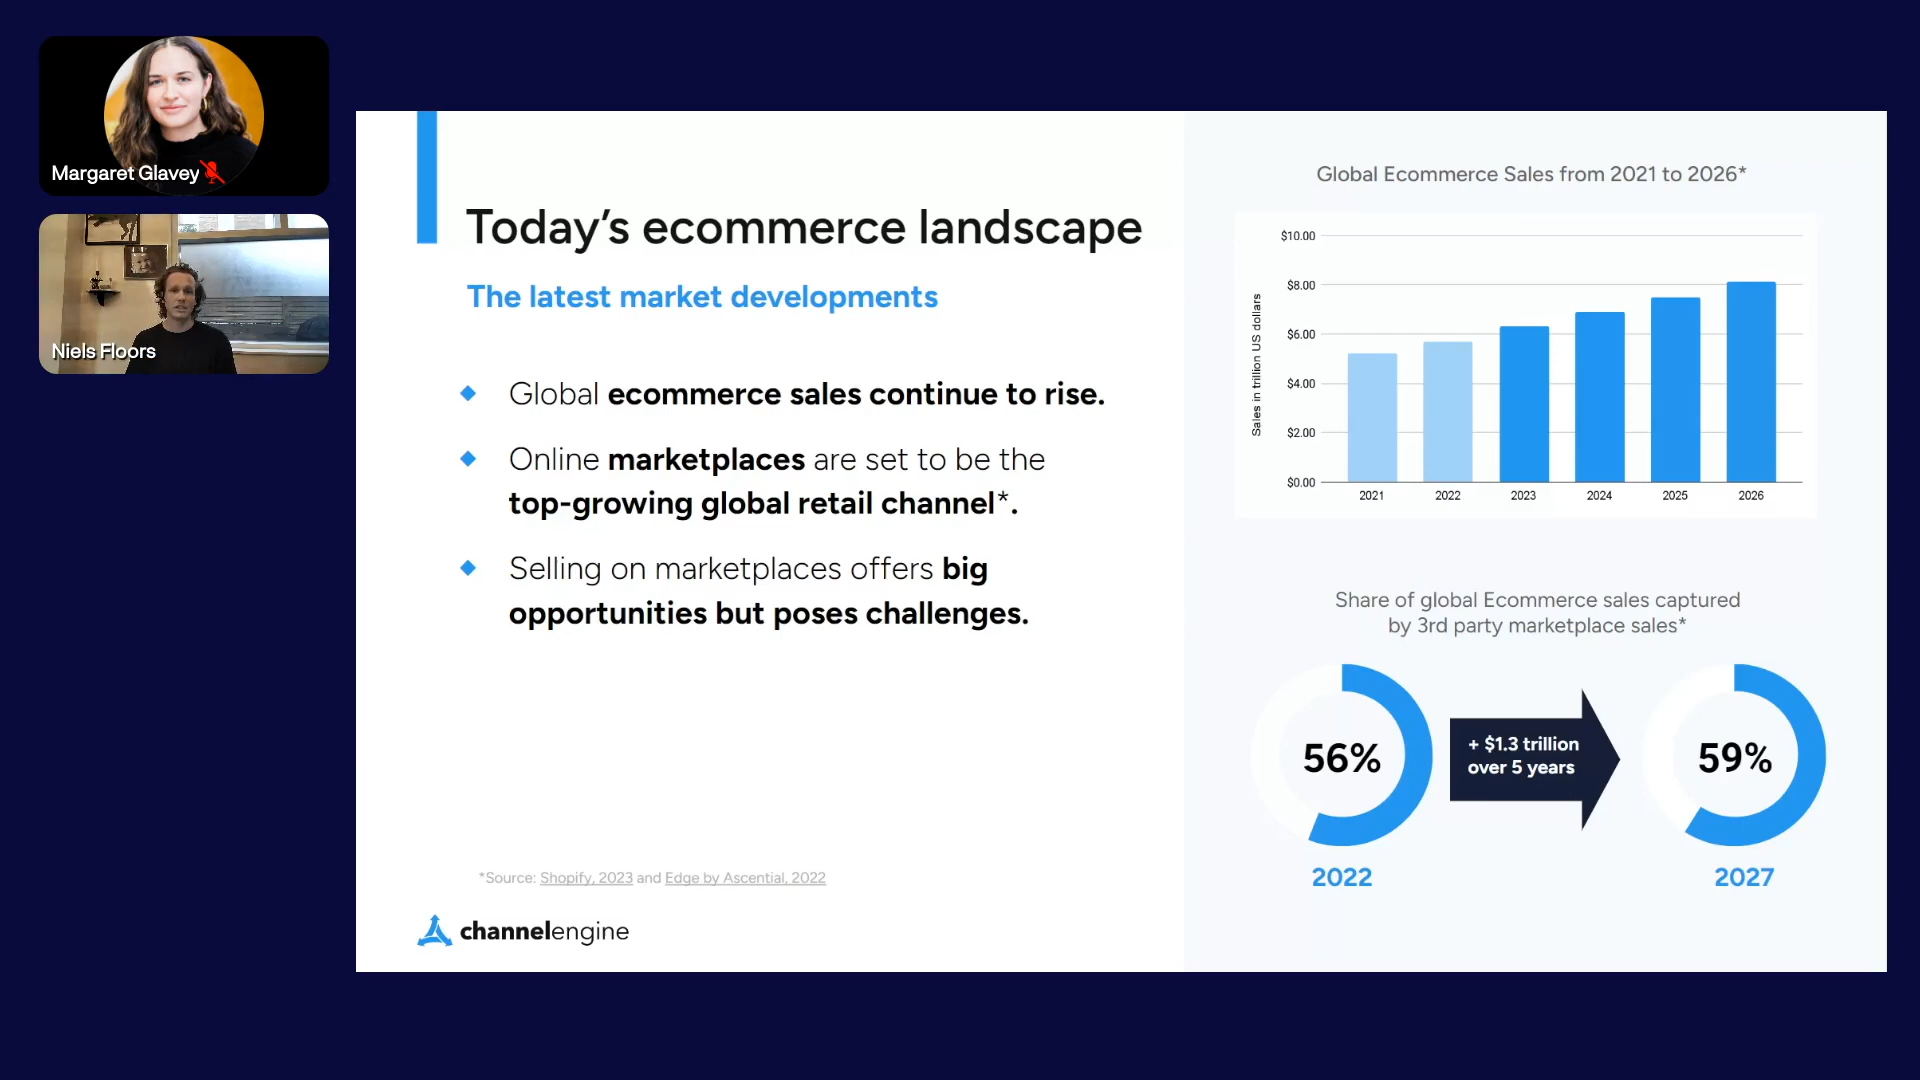 Margaret Glavey
Niels Floors
Today's ecommerce landscape
The latest market developments
Global ecommerce sales continue to rise.
Online marketplaces are set to be the
top-growing global retail channel*.
Selling on marketplaces offers big
opportunities but poses challenges.
*Source: Shopify, 2023 and Edge by Ascential, 2022
channelengine
Global Ecommerce Sales from 2021 to 2026*
Sales in trillion US dollars
$10.00
$8.00
$6.00
$4.00
$2.00
$0.00
2021 2022 2023 2024 2025 2026
Share of global Ecommerce sales captured
by 3rd party marketplace sales*
56%
+ $1.3 trillion
over 5 years
59%
2022 2027